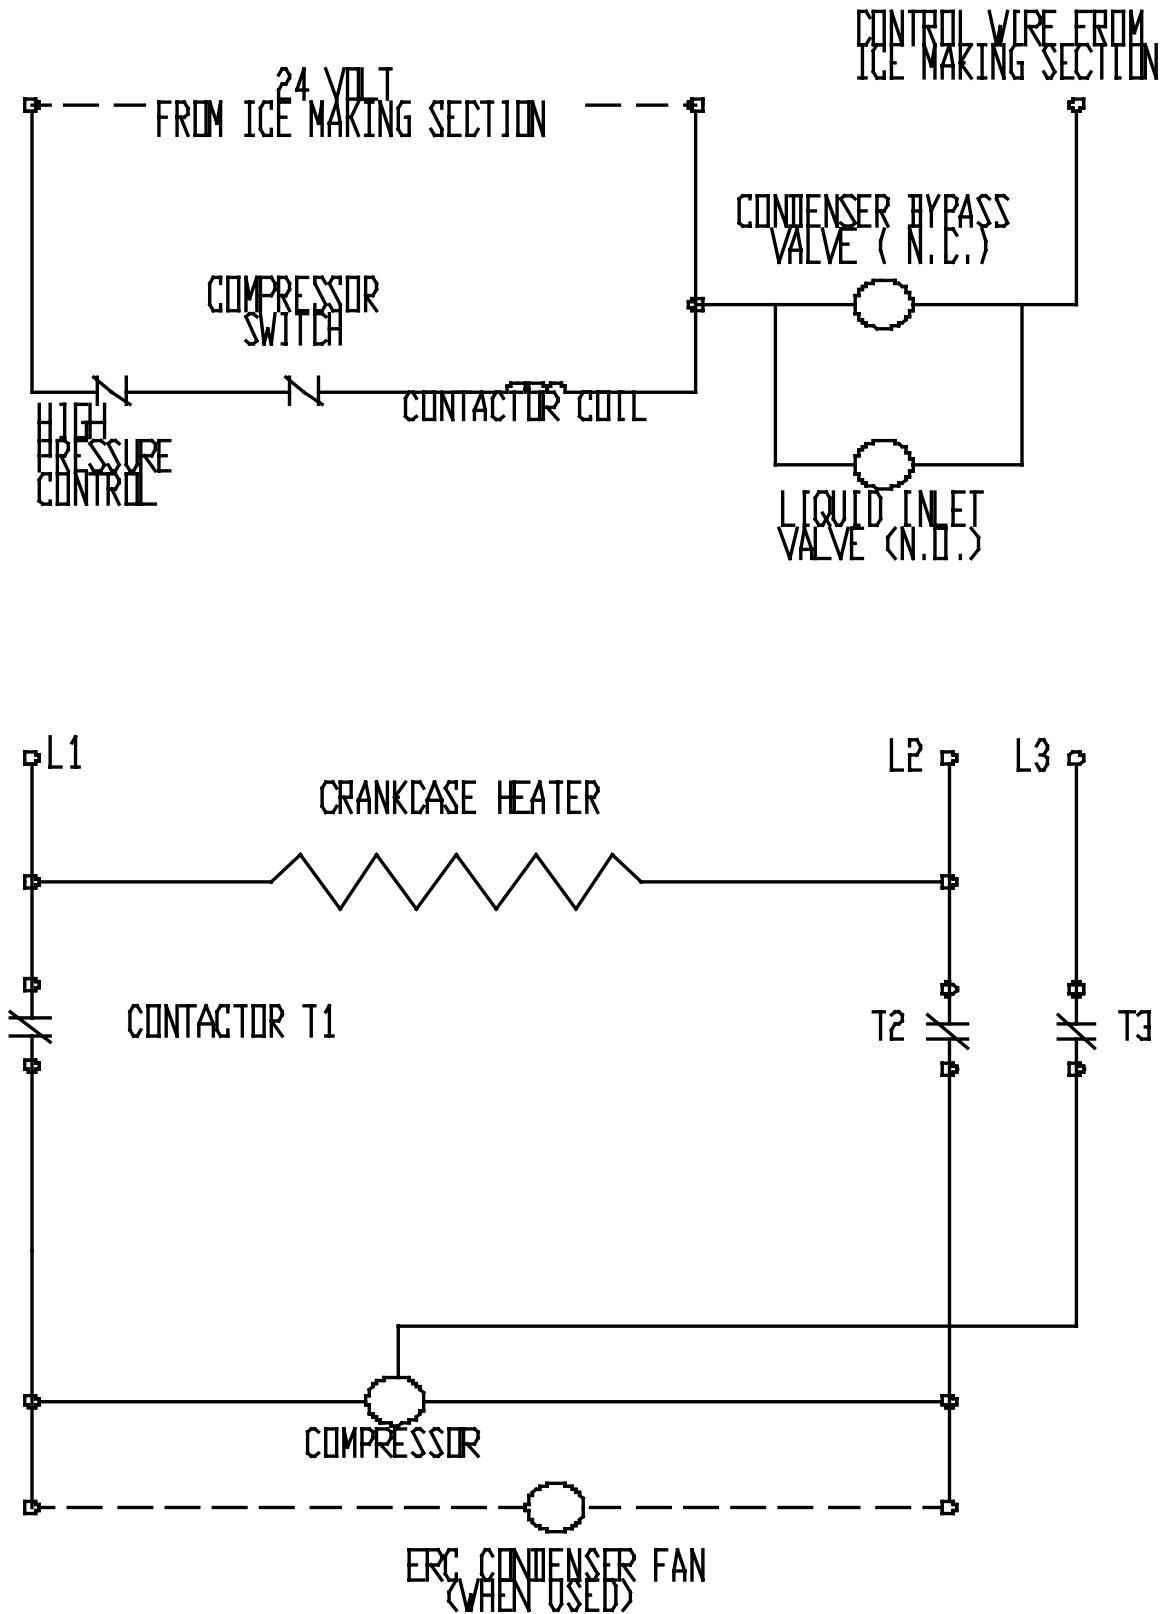 CONTROL WIRE FROM
ICE MAKING SECTION
24 VOLT
FROM ICE MAKING SECTION
CONDENSER BYPASS
VALVE ( N.C.)
COMPRESSOR
SWITCH
CONTACTOR COIL
HIGH
PRESSURE
CONTROL
LIQUID INLET
VALVE (N.O.)
L1
L2
L3
CRANKCASE HEATER
CONTACTOR T1
T2
T3
COMPRESSOR
ERC CONDENSER FAN
(WHEN USED)